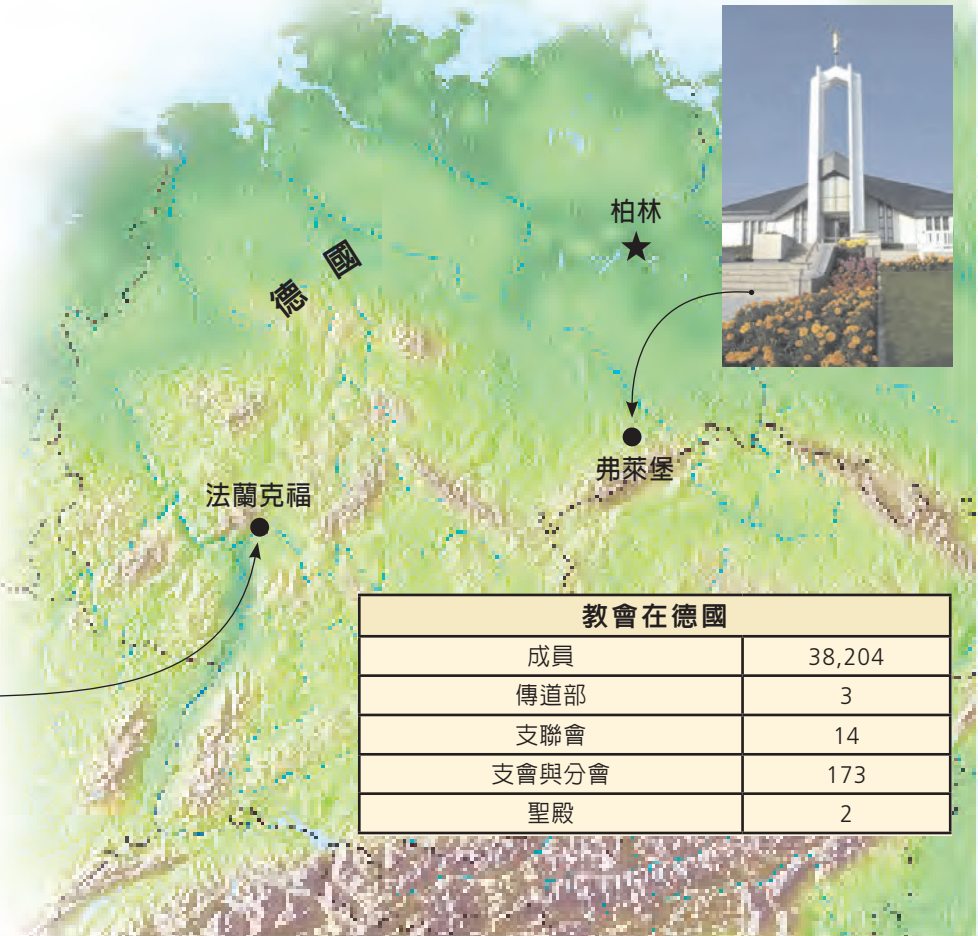 柏林
德國
弗萊堡
法蘭克福
教會在德國
成員 38,204
傳道部 3
支聯會 14
支會與分會 173
聖殿 2